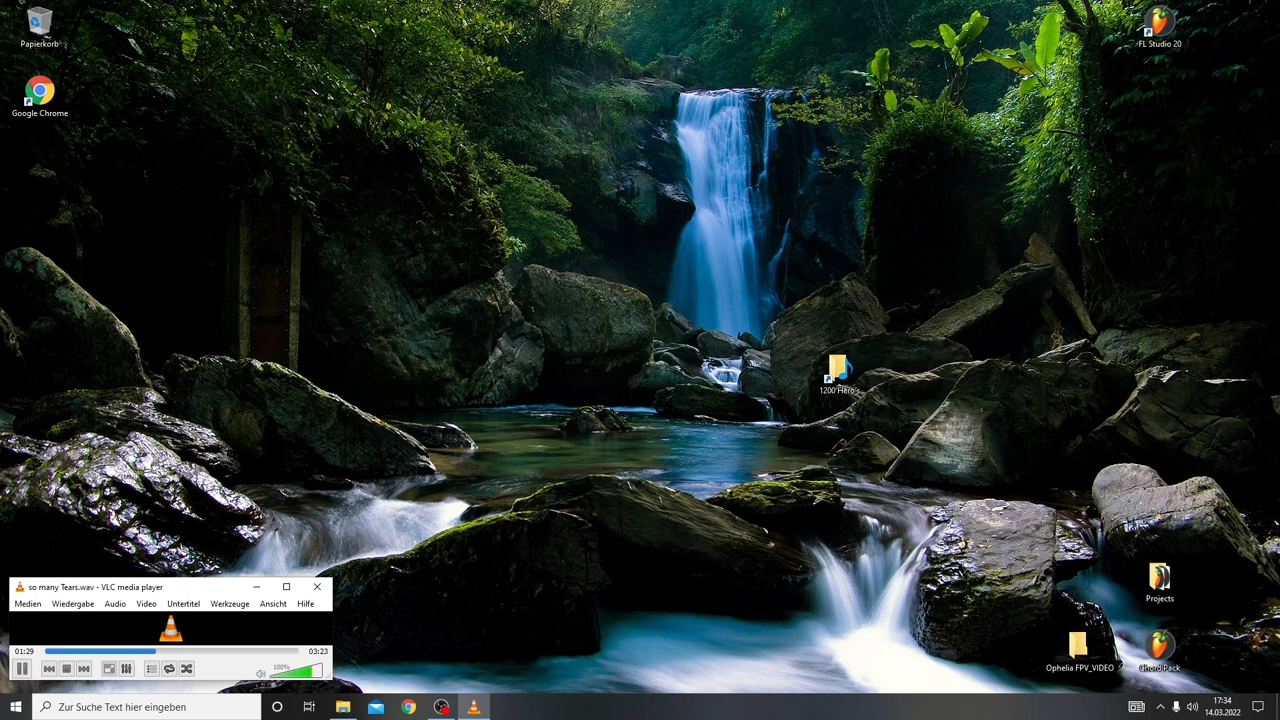 Papierkorb
Google Chrome
FL Studio 20
1200 Hero...
Projects
Ophelia FPV_VIDEO
Chord Pack
so many Tears.wav - VLC media player
Medien Wiedergabe Audio Video Untertitel Werkzeuge Ansicht Hilfe
01:29 03:23
100%
Zur Suche Text hier eingeben
17:34
14.03.2022